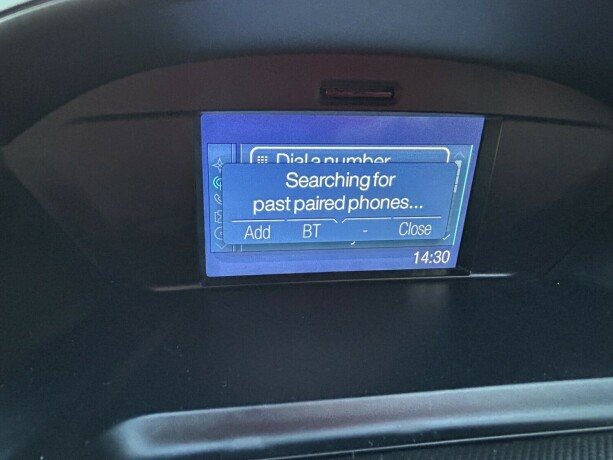 Dial a number
Searching for
past paired phones...
Add BT - Close
14:30